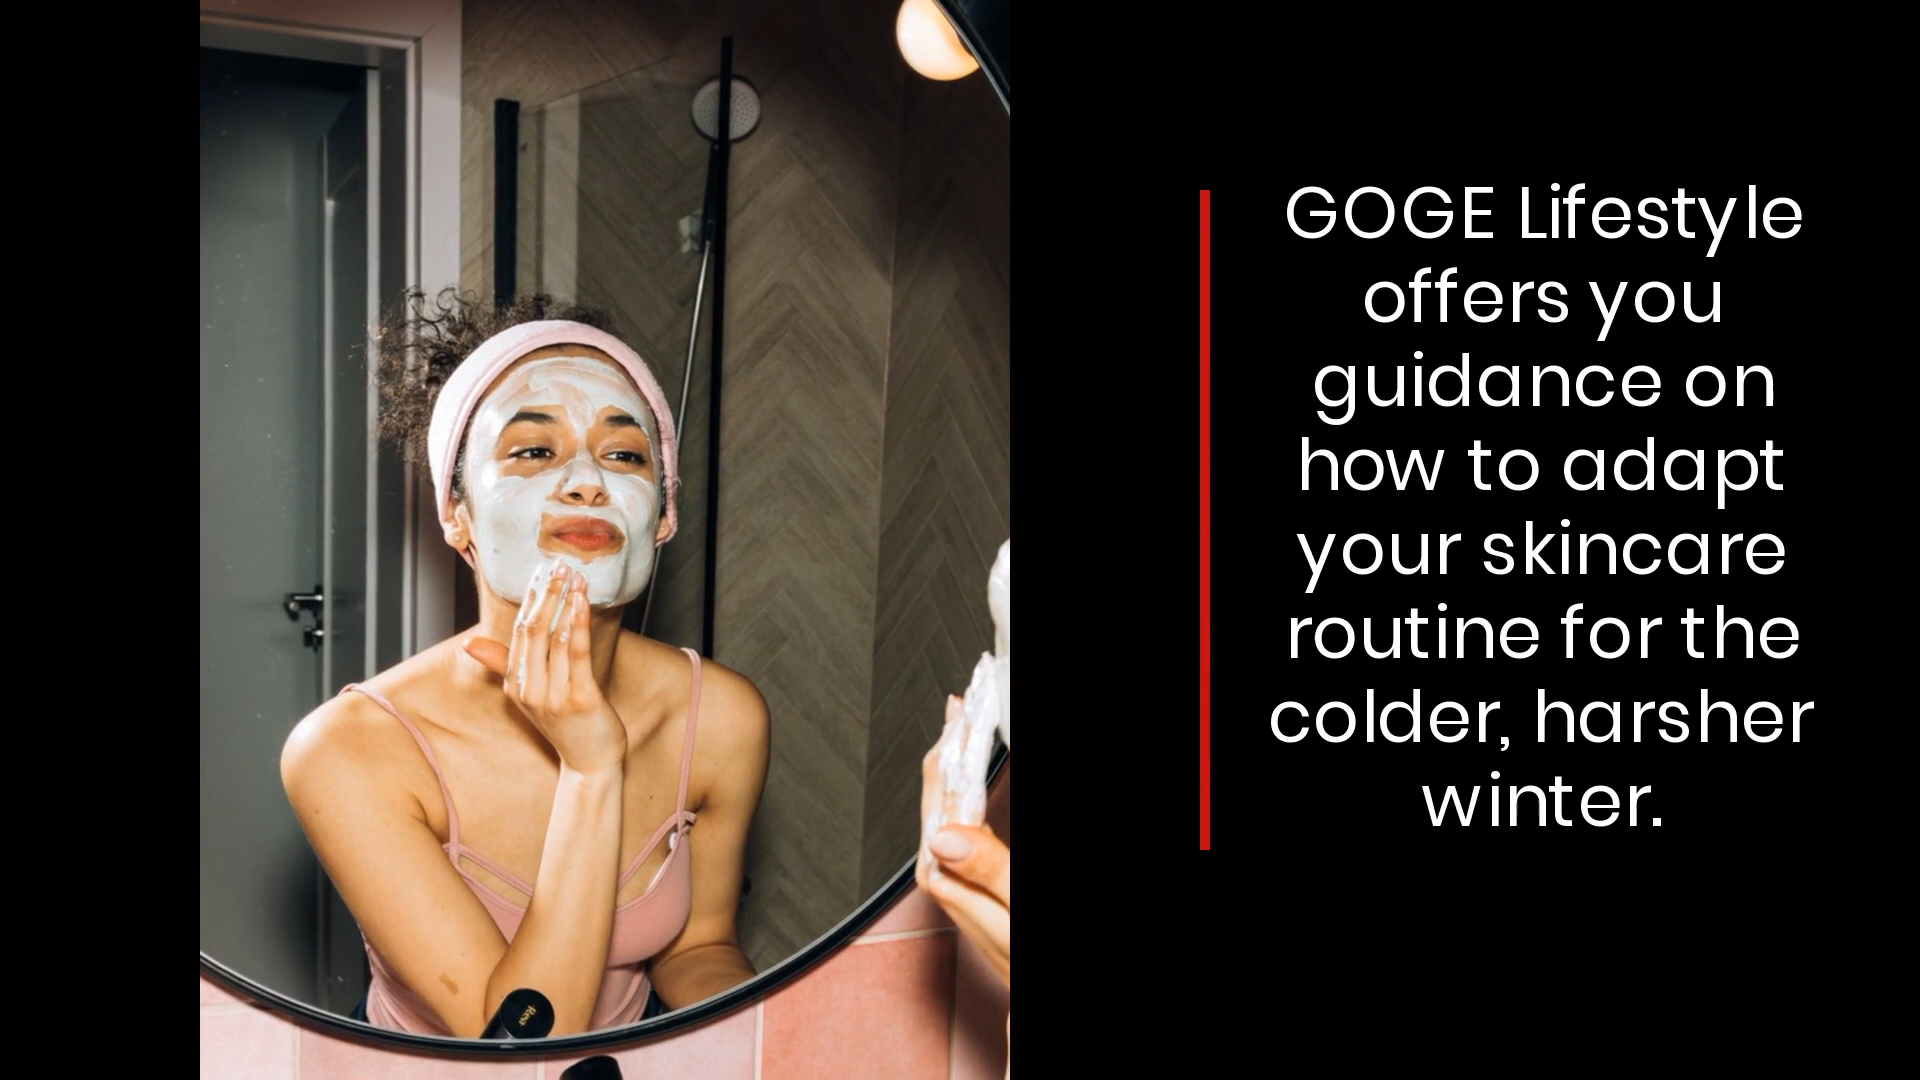 GOGE Lifestyle
offers you
guidance on
how to adapt
your skincare
routine for the
colder, harsher
winter.